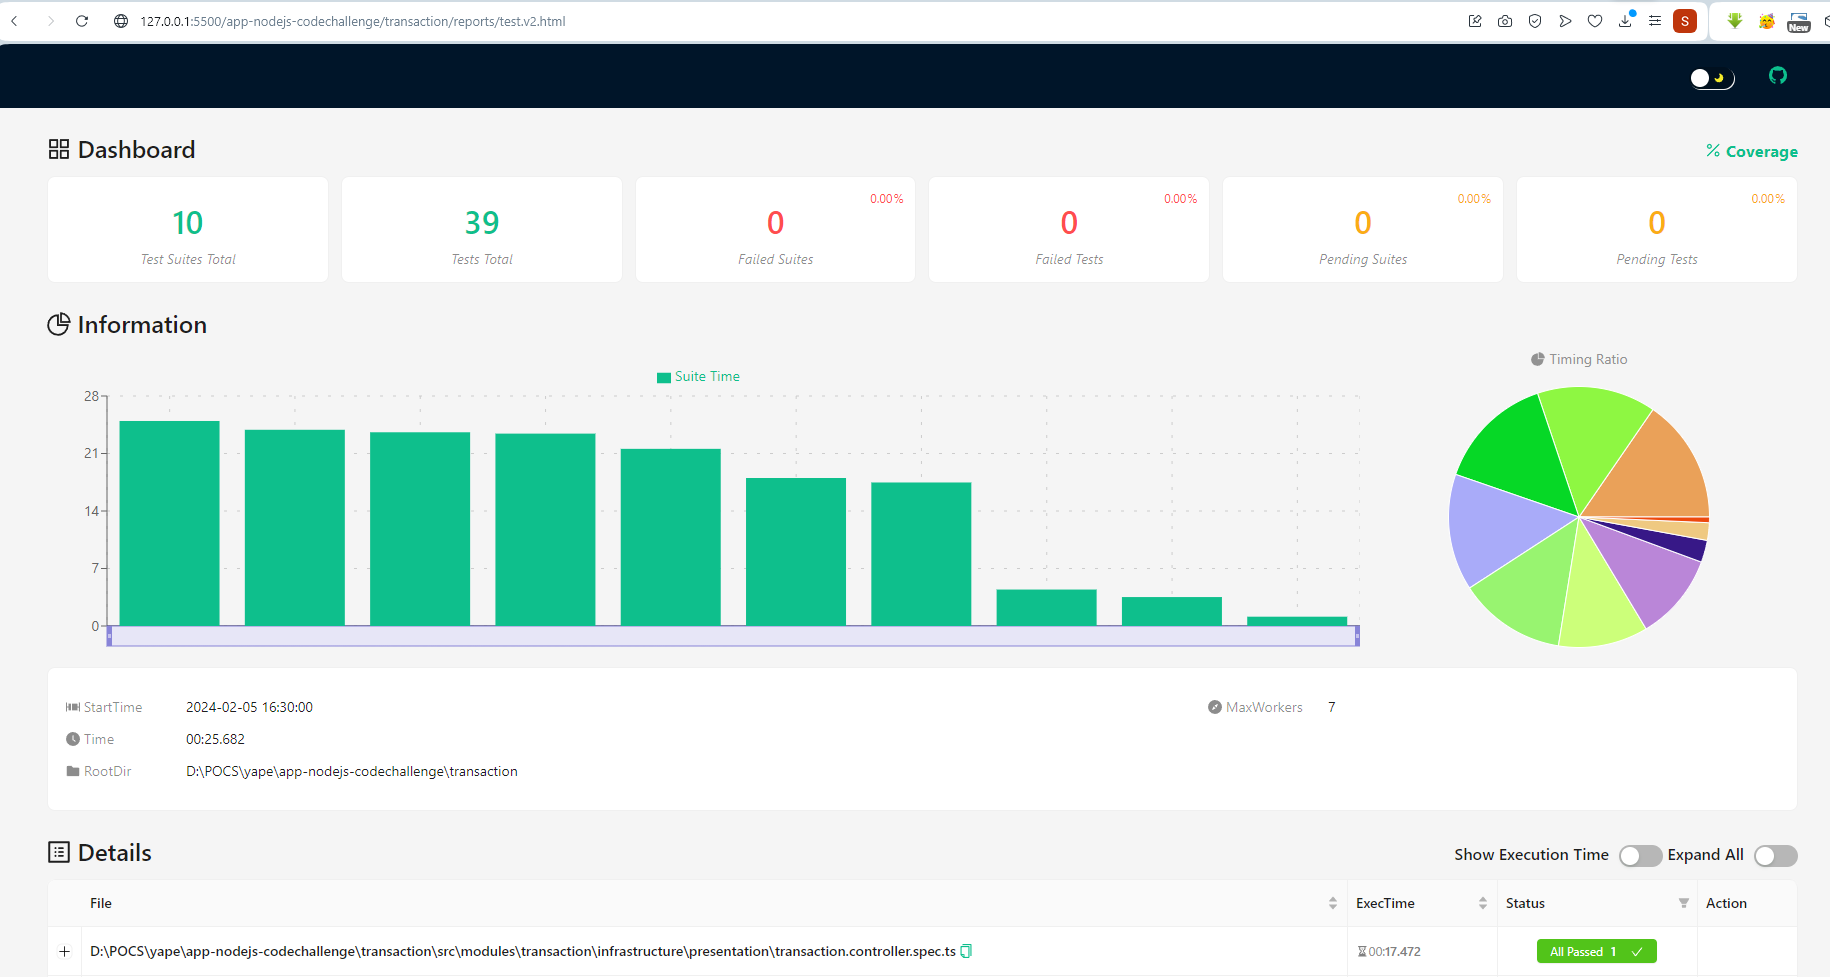 127.0.0.1:5500/app-nodejs-codechallenge/transaction/reports/test.v2.html
S
New
Dashboard
% Coverage
10
Test Suites Total
39
Tests Total
0.00%
0
Failed Suites
0.00%
0
Failed Tests
0.00%
0
Pending Suites
0.00%
0
Pending Tests
Information
Suite Time
28
21
14
7
0
Timing Ratio
StartTime 2024-02-05 16:30:00
MaxWorkers 7
Time 00:25.682
RootDir D:\POCS\yape\app-nodejs-codechallenge\transaction
Details
Show Execution Time Expand All
File ExecTime Status Action
D:\POCS\yape\app-nodejs-codechallenge\transaction\src\modules\transaction\infrastructure\presentation\transaction.controller.spec.ts 00:17.472 All Passed 1